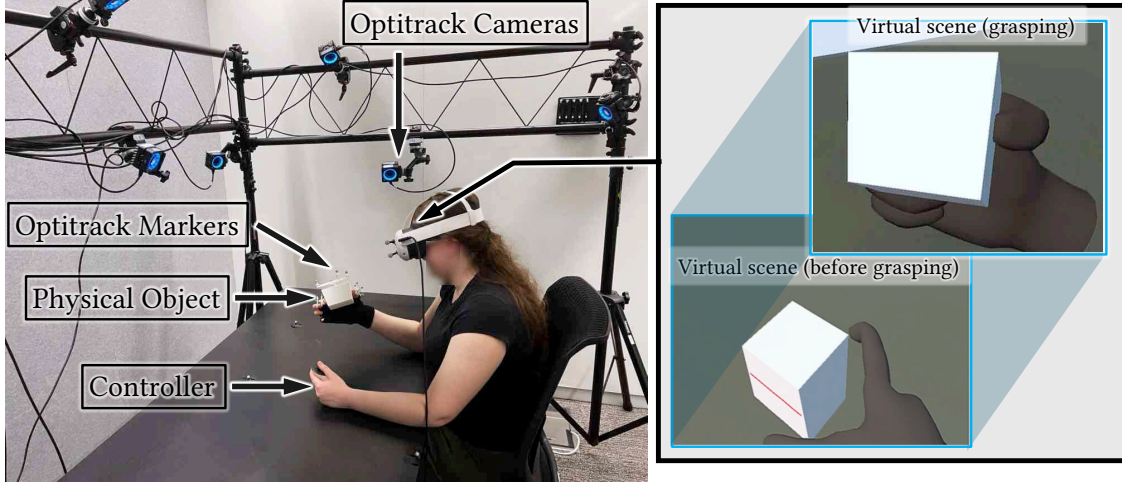 Optitrack Cameras
Optitrack Markers
Physical Object
Controller
Virtual scene (grasping)
Virtual scene (before grasping)